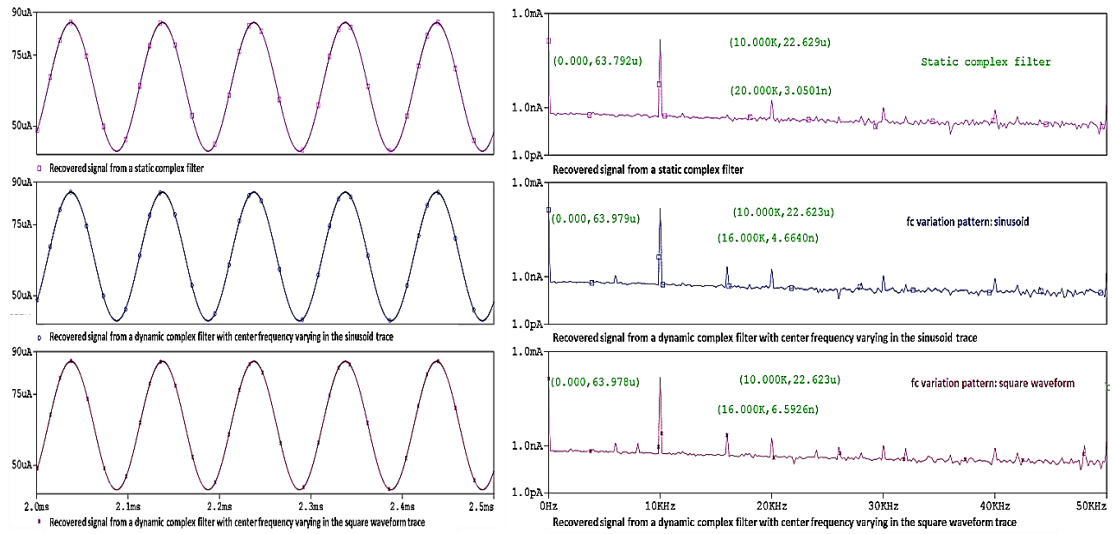 90uA
75uA
50uA
Recovered signal from a static complex filter
90uA
75uA
50uA
Recovered signal from a dynamic complex filter with center frequency varying in the sinusoid trace
90uA
75uA
50uA
2.0ms 2.1ms 2.2ms 2.3ms 2.4ms 2.5ms
Recovered signal from a dynamic complex filter with center frequency varying in the square waveform trace
1.0mA
(10.000K,22.629u)
(0.000,63.792u)
Static complex filter
(20.000K,3.0501n)
1.0nA
1.0pA
Recovered signal from a static complex filter
1.0mA
(10.000K,22.623u)
(0.000,63.979u)
fc variation pattern: sinusoid
(16.000K,4.6640n)
1.0nA
1.0pA
Recovered signal from a dynamic complex filter with center frequency varying in the sinusoid trace
1.0mA
(10.000K,22.623u)
(0.000,63.978u)
fc variation pattern: square waveform
(16.000K,6.5926n)
1.0nA
1.0pA
0Hz 10KHz 20KHz 30KHz 40KHz 50KHz
Recovered signal from a dynamic complex filter with center frequency varying in the square waveform trace